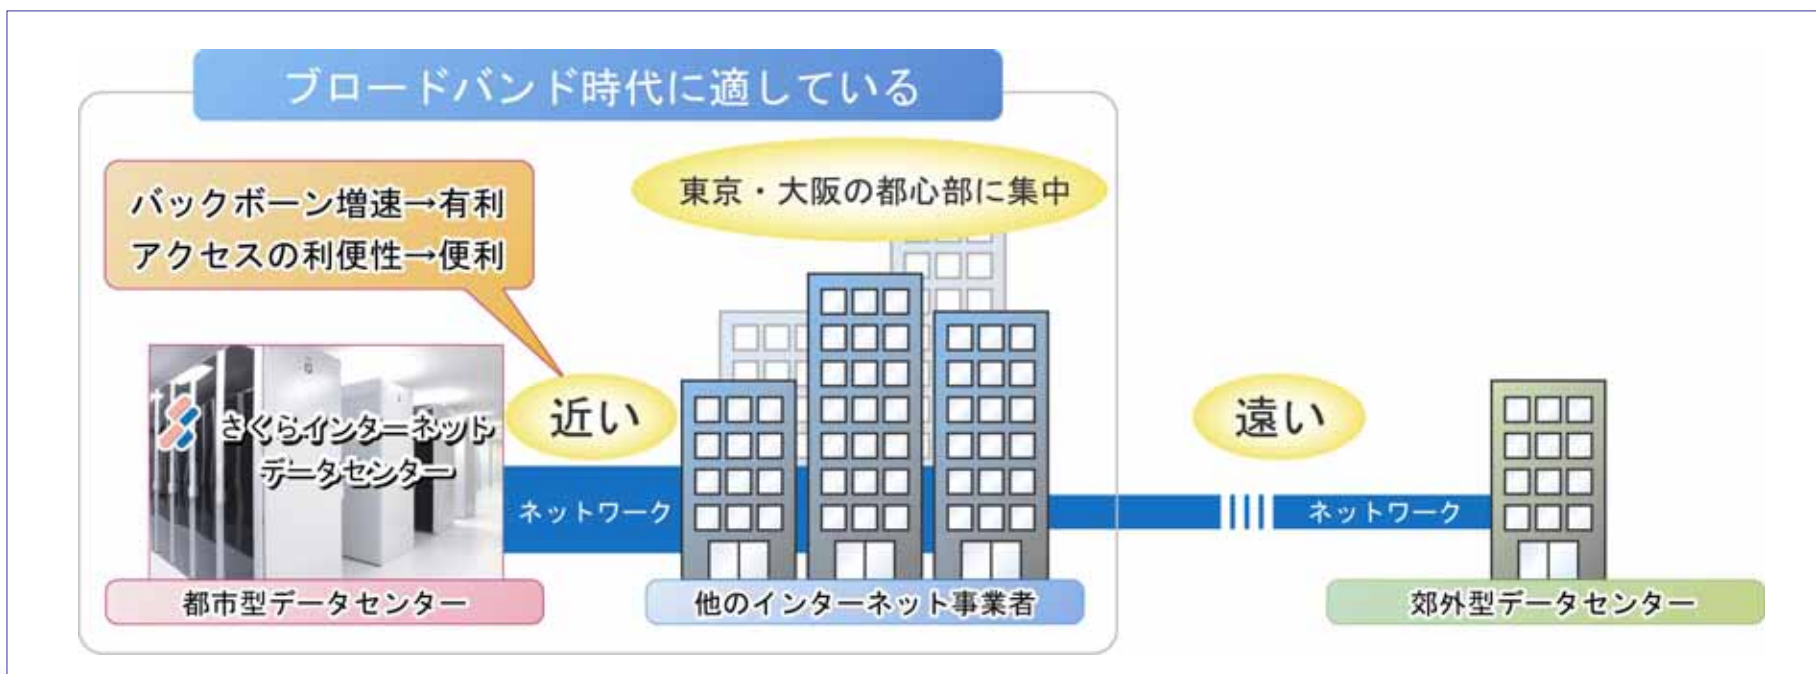 ブロードバンド時代に適している
バックボーン増速→有利
アクセスの利便性→便利
東京・大阪の都心部に集中
さくらインターネット
データセンター
近い
遠い
ネットワーク
ネットワーク
都市型データセンター
他のインターネット事業者
郊外型データセンター